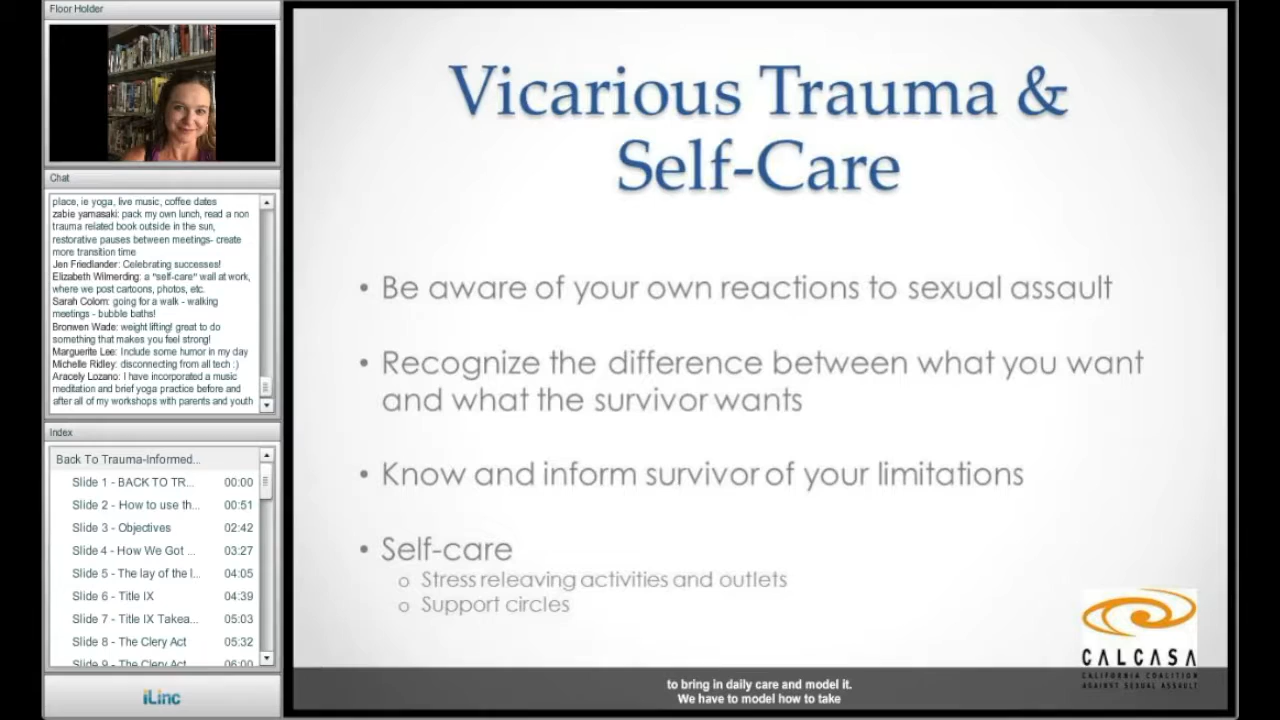 Floor Holder
Chat
place, ie yoga, live music, coffee dates
zabie yamasaki: pack my own lunch, read a non
trauma related book outside in the sun,
restorative pauses between meetings- create
more transition time
Jen Friedlander: Celebrating successes!
Elizabeth Wilmerding: a "self-care" wall at work,
where we post cartoons, photos, etc.
Sarah Colom: going for a walk - walking
meetings - bubble baths!
Bronwen Wade: weight lifting! great to do
something that makes you feel strong!
Marguerite Lee: Include some humor in my day
Michelle Ridley: disconnecting from all tech :)
Aracely Lozano: I have incorporated a music
meditation and brief yoga practice before and
after all of my workshops with parents and youth
Index
Back To Trauma-Informed...
Slide 1 - BACK TO TR... 00:00
Slide 2 - How to use th... 00:51
Slide 3 - Objectives 02:42
Slide 4 - How We Got ... 03:27
Slide 5 - The lay of the l... 04:05
Slide 6 - Title IX 04:39
Slide 7 - Title IX Takea... 05:03
Slide 8 - The Clery Act 05:32
Slide 9 - The Clery Act 06:00
iLinc
Vicarious Trauma &
Self-Care
• Be aware of your own reactions to sexual assault
• Recognize the difference between what you want
and what the survivor wants
• Know and inform survivor of your limitations
• Self-care
o Stress releaving activities and outlets
o Support circles
CALCASA
CALIFORNIA COALITION
AGAINST SEXUAL ASSAULT
to bring in daily care and model it.
We have to model how to take